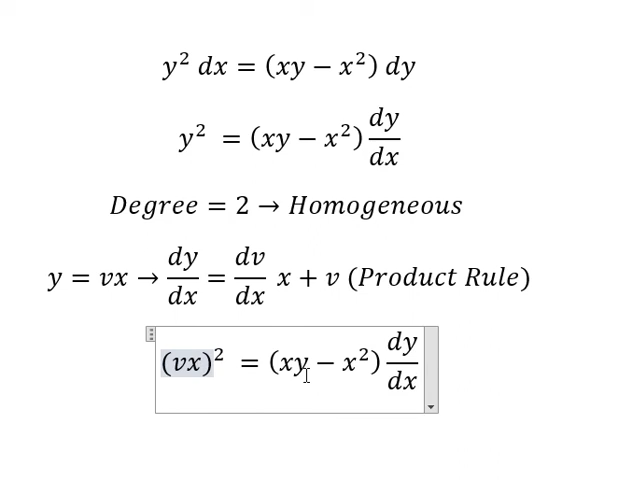 y² dx = (xy − x²) dy
y² = (xy − x²) dy/dx
Degree = 2 → Homogeneous
y = vx → dy/dx = dv/dx x + v (Product Rule)
(vx)² = (xy − x²) dy/dx